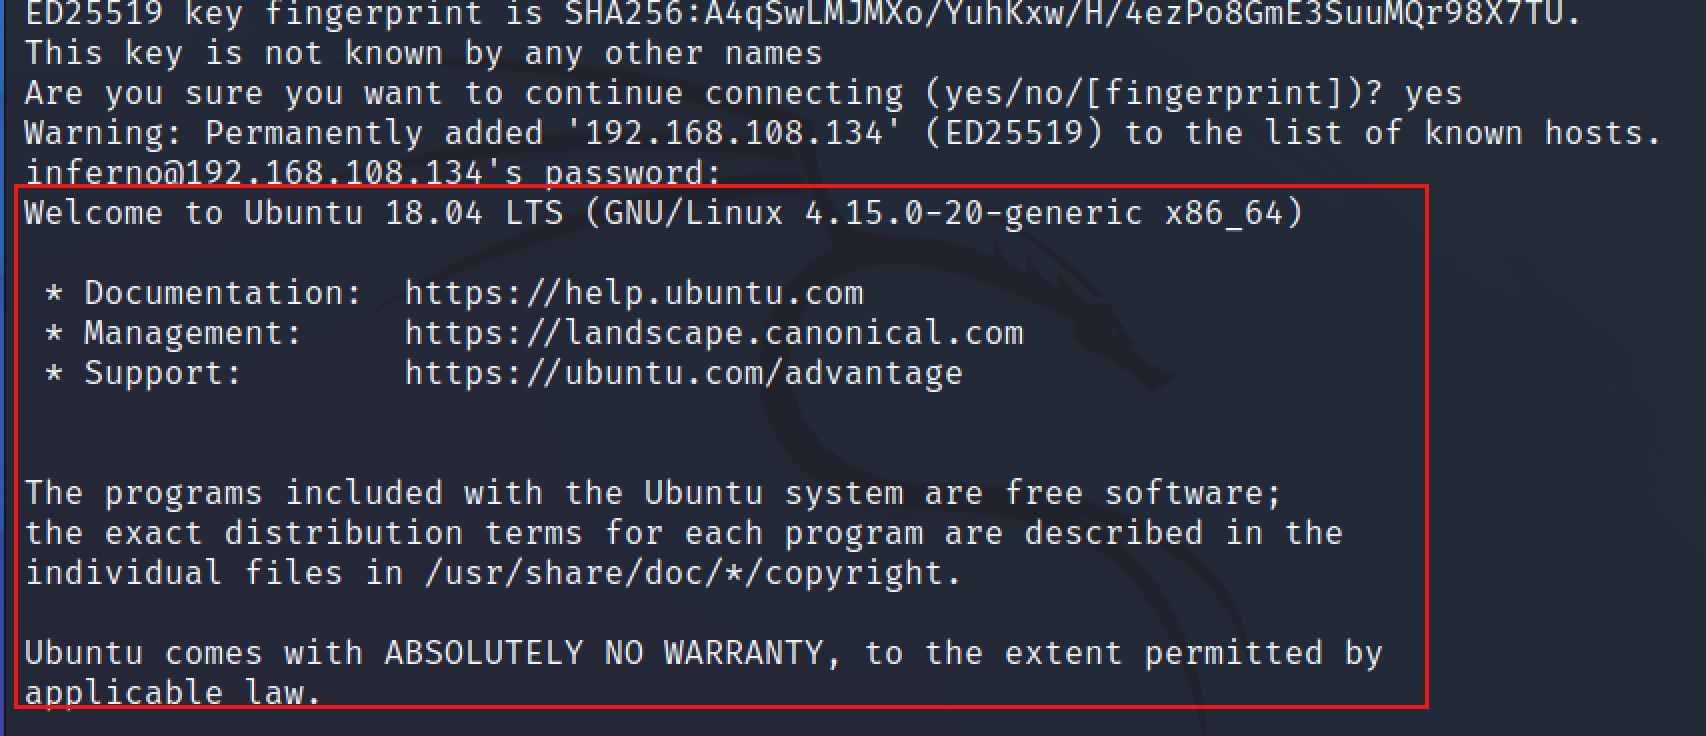 ED25519 key fingerprint is SHA256:A4qSwLMJMXo/YuhKxw/H/4ezPo8GmE3SuuMQr98X7TU.
This key is not known by any other names
Are you sure you want to continue connecting (yes/no/[fingerprint])? yes
Warning: Permanently added '192.168.108.134' (ED25519) to the list of known hosts.
inferno@192.168.108.134's password:
Welcome to Ubuntu 18.04 LTS (GNU/Linux 4.15.0-20-generic x86_64)
* Documentation:  https://help.ubuntu.com
* Management:     https://landscape.canonical.com
* Support:        https://ubuntu.com/advantage
The programs included with the Ubuntu system are free software;
the exact distribution terms for each program are described in the
individual files in /usr/share/doc/*/copyright.
Ubuntu comes with ABSOLUTELY NO WARRANTY, to the extent permitted by
applicable law.